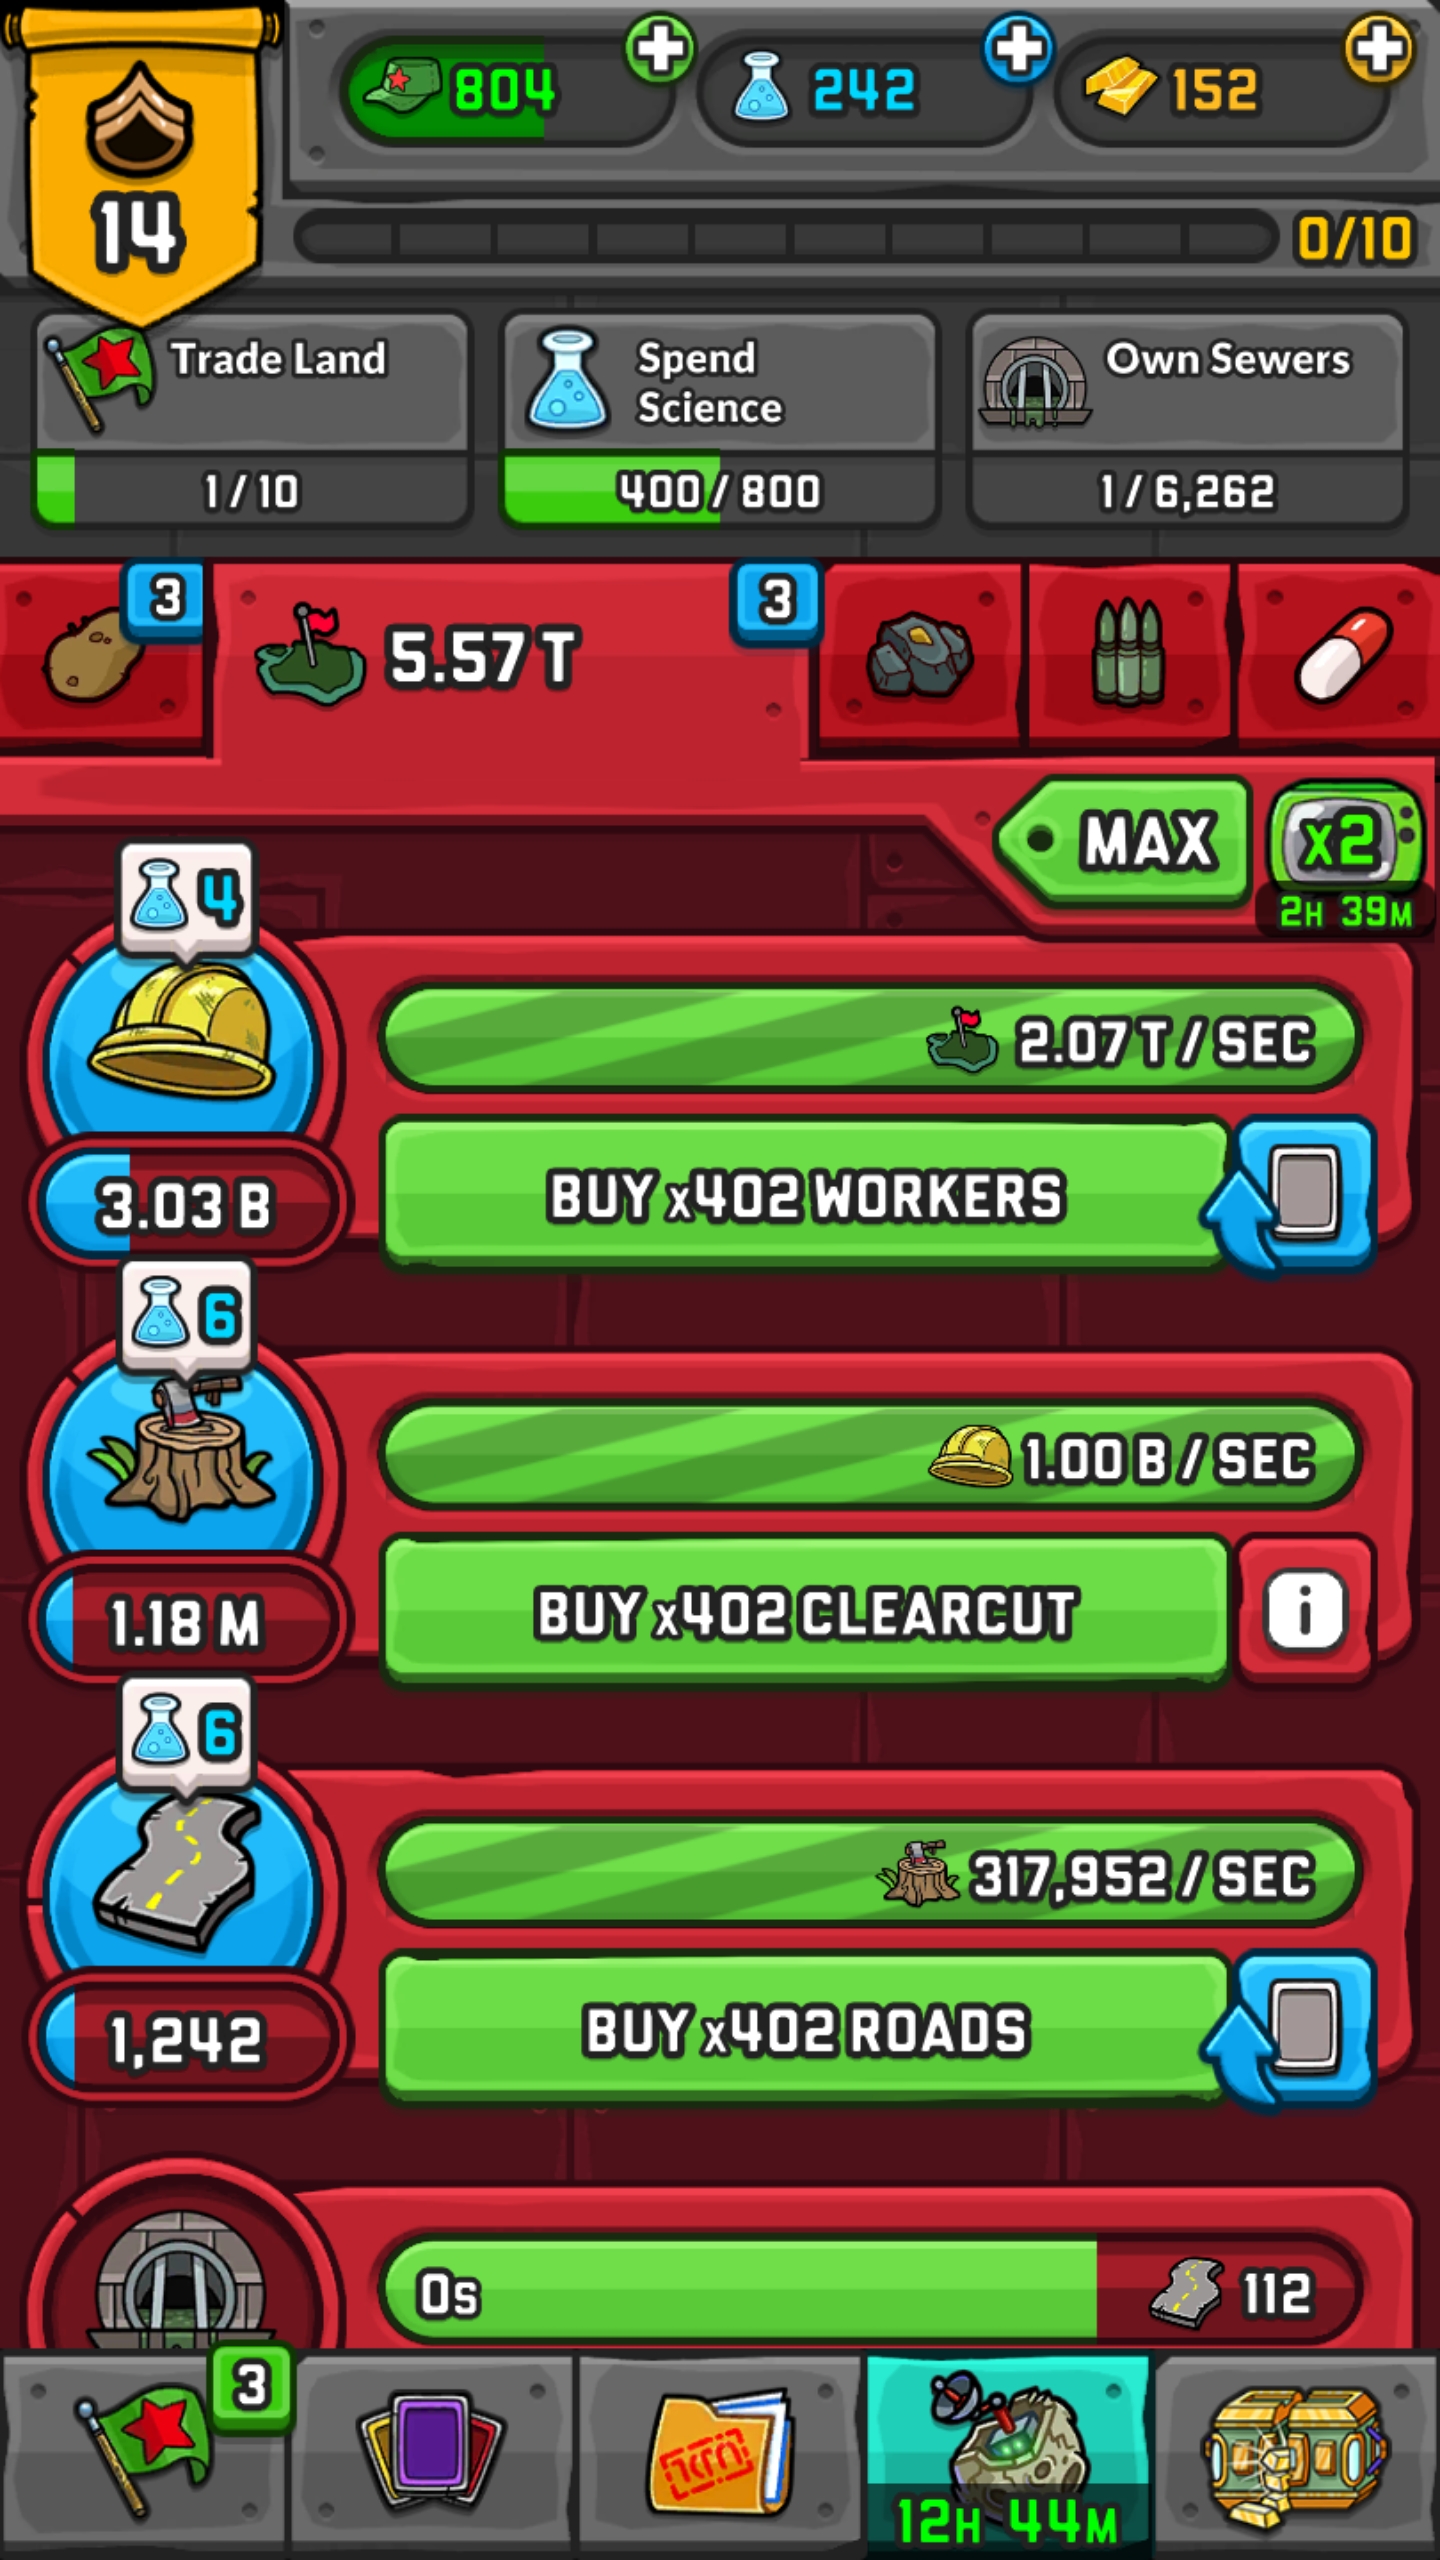 804
242
152
14
0/10
Trade Land
1/10
Spend
Science
400/800
Own Sewers
1/6,262
3
5.57 T
3
MAX
x2
2H 39M
4
2.07 T / SEC
3.03 B
BUY x402 WORKERS
6
1.00 B / SEC
1.18 M
BUY x402 CLEARCUT
i
6
317,952 / SEC
1,242
BUY x402 ROADS
0s
112
3
12H 44M